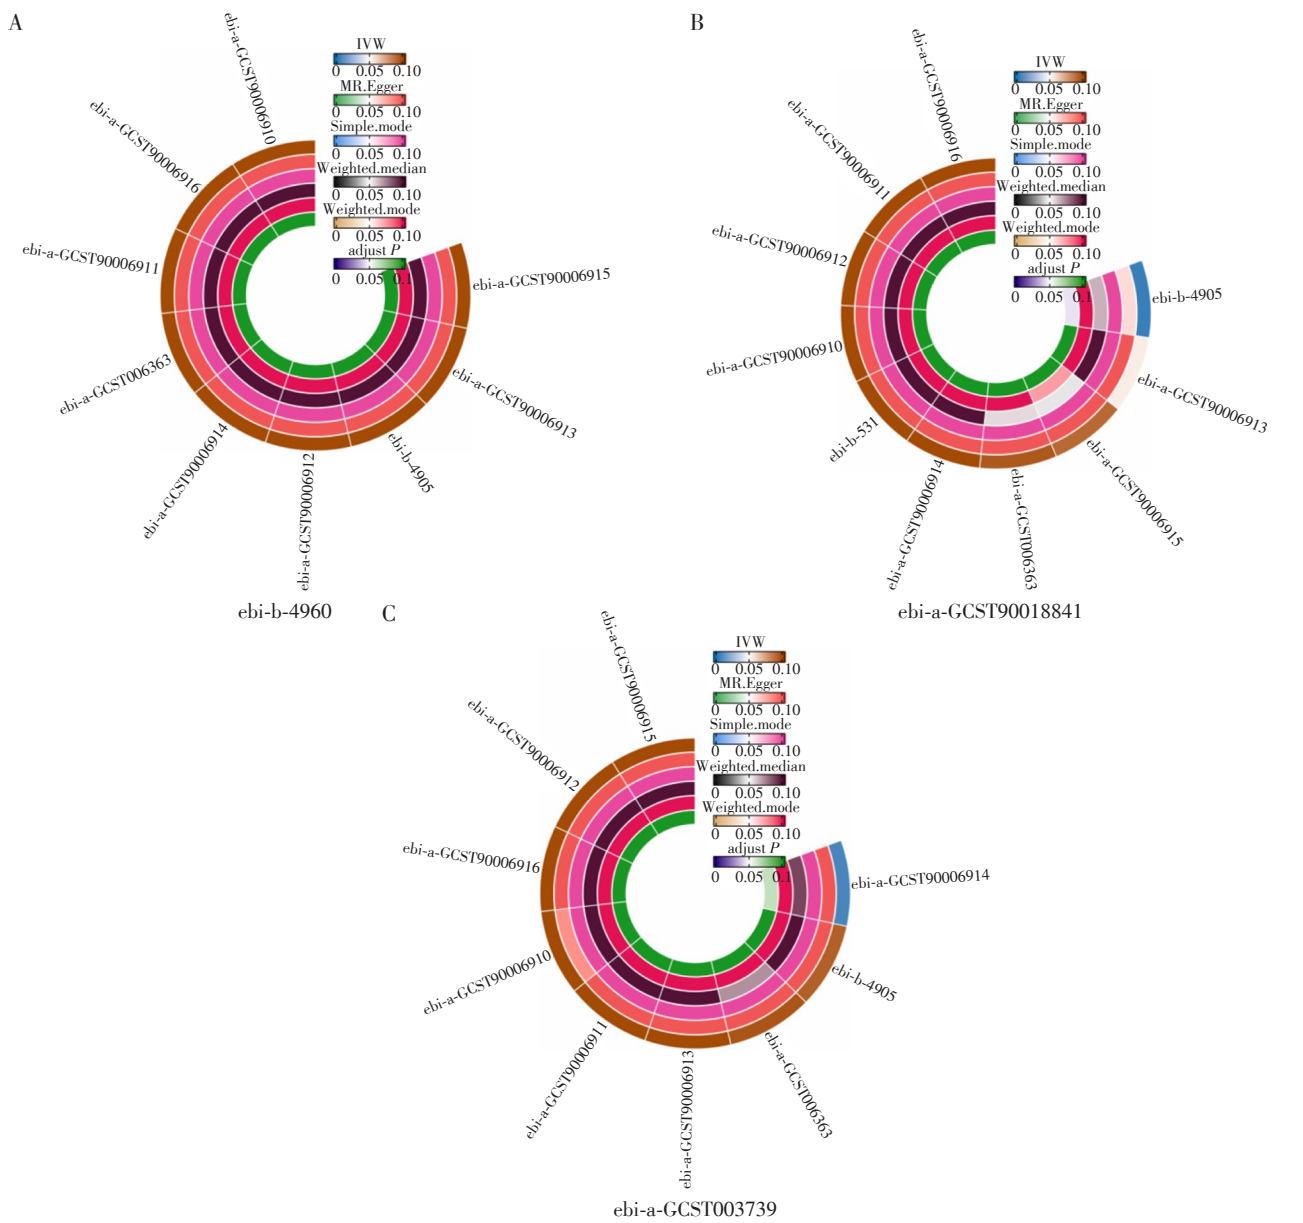 A
IVW
0 0.05 0.10
MR.Egger
0 0.05 0.10
Simple.mode
0 0.05 0.10
Weighted.median
0 0.05 0.10
Weighted.mode
0 0.05 0.10
adjust P
0 0.05 0.1
ebi-a-GCST90006910
ebi-a-GCST90006916
ebi-a-GCST90006911
ebi-a-GCST006363
ebi-a-GCST90006914
ebi-a-GCST90006912
ebi-b-4905
ebi-a-GCST90006913
ebi-a-GCST90006915
ebi-b-4960
B
IVW
0 0.05 0.10
MR.Egger
0 0.05 0.10
Simple.mode
0 0.05 0.10
Weighted.median
0 0.05 0.10
Weighted.mode
0 0.05 0.10
adjust P
0 0.05 0.1
ebi-a-GCST90006916
ebi-a-GCST90006911
ebi-a-GCST90006912
ebi-a-GCST90006910
ebi-b-531
ebi-a-GCST90006914
ebi-a-GCST006363
ebi-a-GCST90006915
ebi-a-GCST90006913
ebi-b-4905
ebi-a-GCST90018841
C
IVW
0 0.05 0.10
MR.Egger
0 0.05 0.10
Simple.mode
0 0.05 0.10
Weighted.median
0 0.05 0.10
Weighted.mode
0 0.05 0.10
adjust P
0 0.05 0.1
ebi-a-GCST90006915
ebi-a-GCST90006912
ebi-a-GCST90006916
ebi-a-GCST90006910
ebi-a-GCST90006911
ebi-a-GCST90006913
ebi-a-GCST006363
ebi-b-4905
ebi-a-GCST90006914
ebi-a-GCST003739